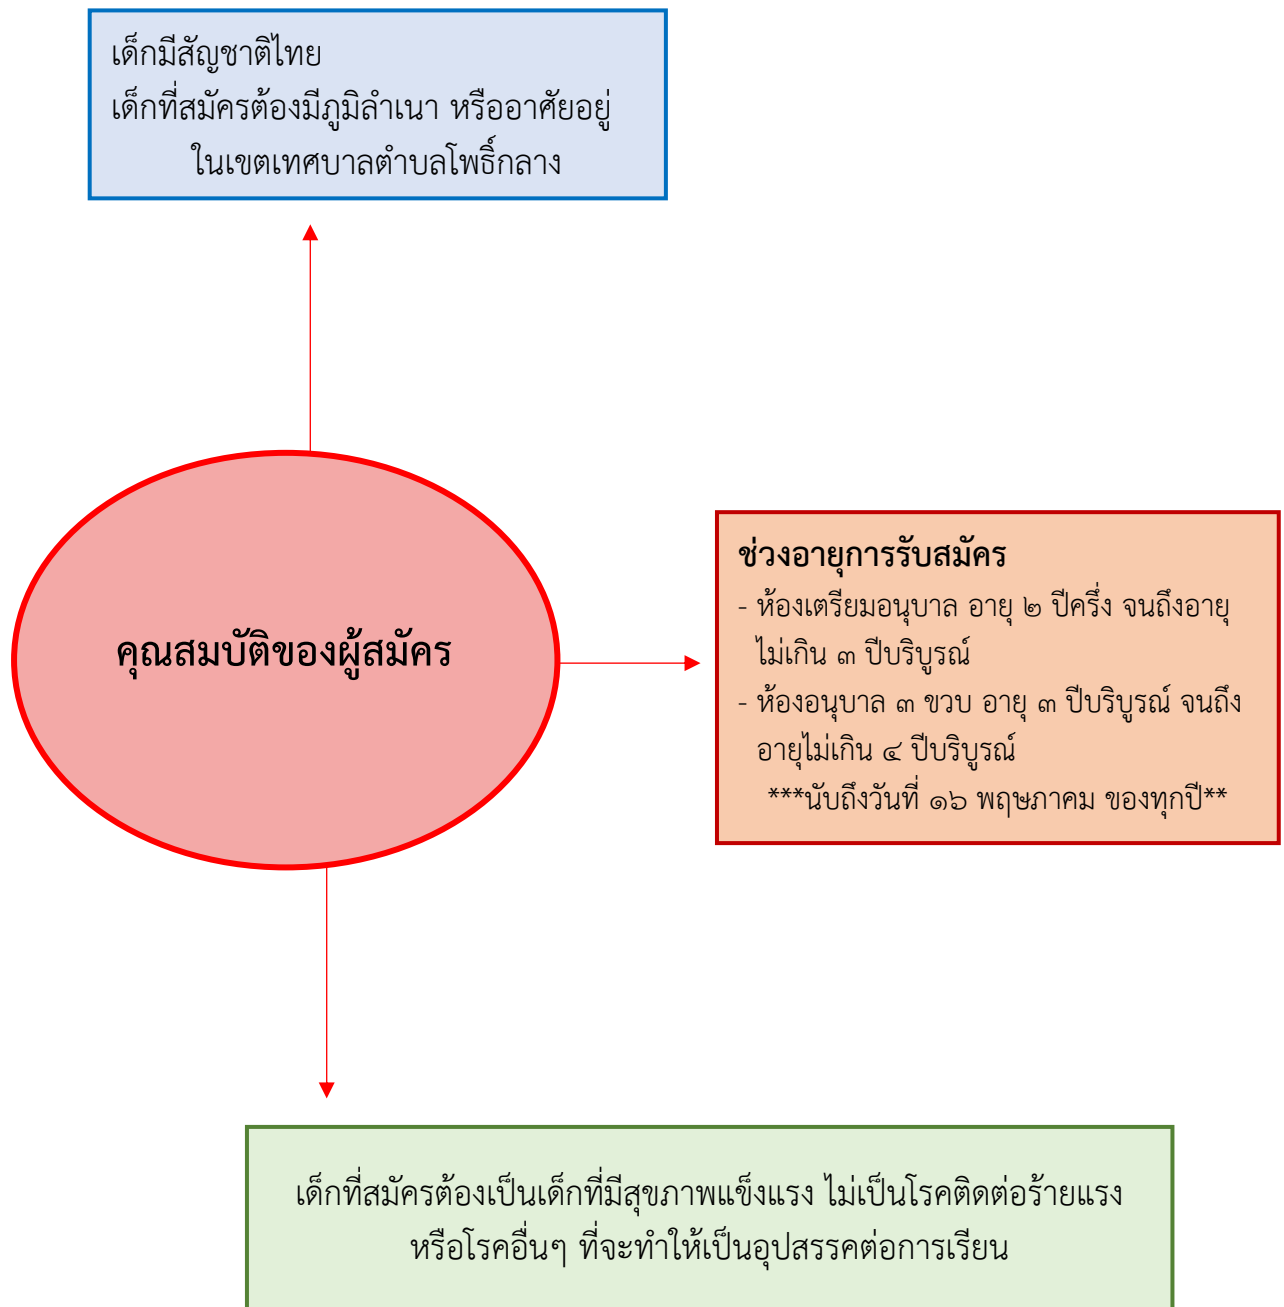 เด็กมีสัญชาติไทย
เด็กที่สมัครต้องมีภูมิลำเนา หรืออาศัยอยู่
ในเขตเทศบาลตำบลโพธิ์กลาง
คุณสมบัติของผู้สมัคร
ช่วงอายุการรับสมัคร
- ห้องเตรียมอนุบาล อายุ ๒ ปีครึ่ง จนถึงอายุ
ไม่เกิน ๓ ปีบริบูรณ์
- ห้องอนุบาล ๓ ขวบ อายุ ๓ ปีบริบูรณ์ จนถึง
อายุไม่เกิน ๔ ปีบริบูรณ์
***นับถึงวันที่ ๑๖ พฤษภาคม ของทุกปี**
เด็กที่สมัครต้องเป็นเด็กที่มีสุขภาพแข็งแรง ไม่เป็นโรคติดต่อร้ายแรง
หรือโรคอื่นๆ ที่จะทำให้เป็นอุปสรรคต่อการเรียน